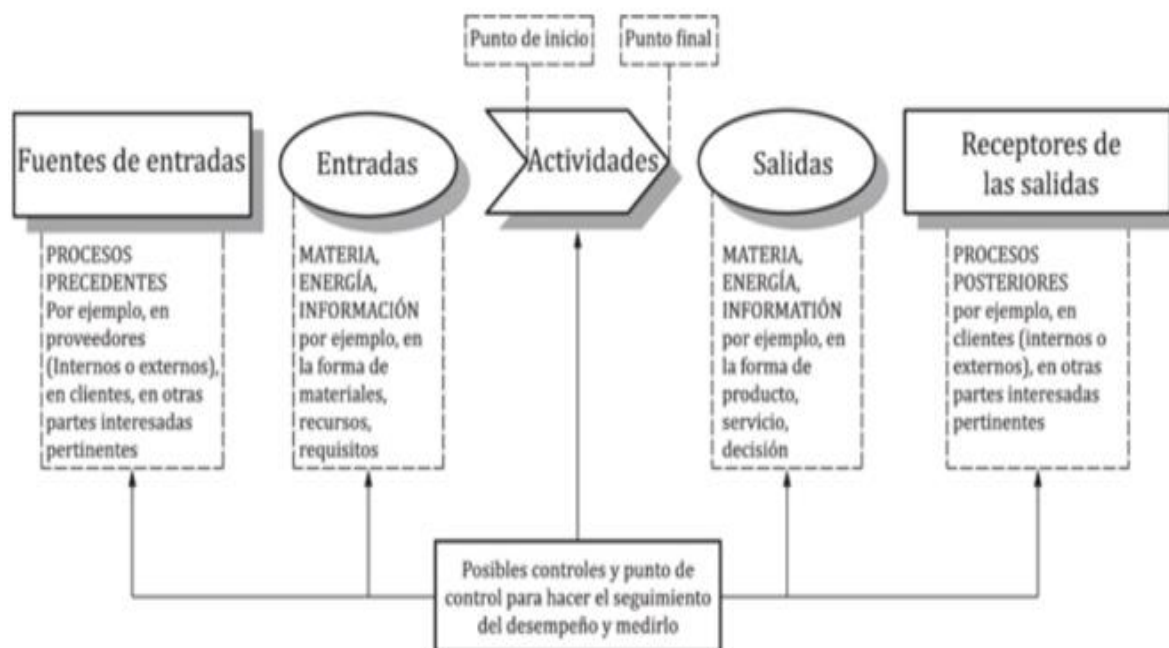 Punto de inicio
Punto final
Fuentes de entradas
Entradas
Actividades
Salidas
Receptores de
las salidas
PROCESOS
PRECEDENTES
Por ejemplo, en
proveedores
(Internos o externos),
en clientes, en otras
partes interesadas
pertinentes
MATERIA,
ENERGÍA,
INFORMACIÓN
por ejemplo, en
la forma de
materiales,
recursos,
requisitos
MATERIA,
ENERGÍA,
INFORMATIÓN
por ejemplo, en
la forma de
producto,
servicio,
decisión
PROCESOS
POSTERIORES
por ejemplo, en
clientes (internos o
externos), en otras
partes interesadas
pertinentes
Posibles controles y punto de
control para hacer el seguimiento
del desempeño y medirlo